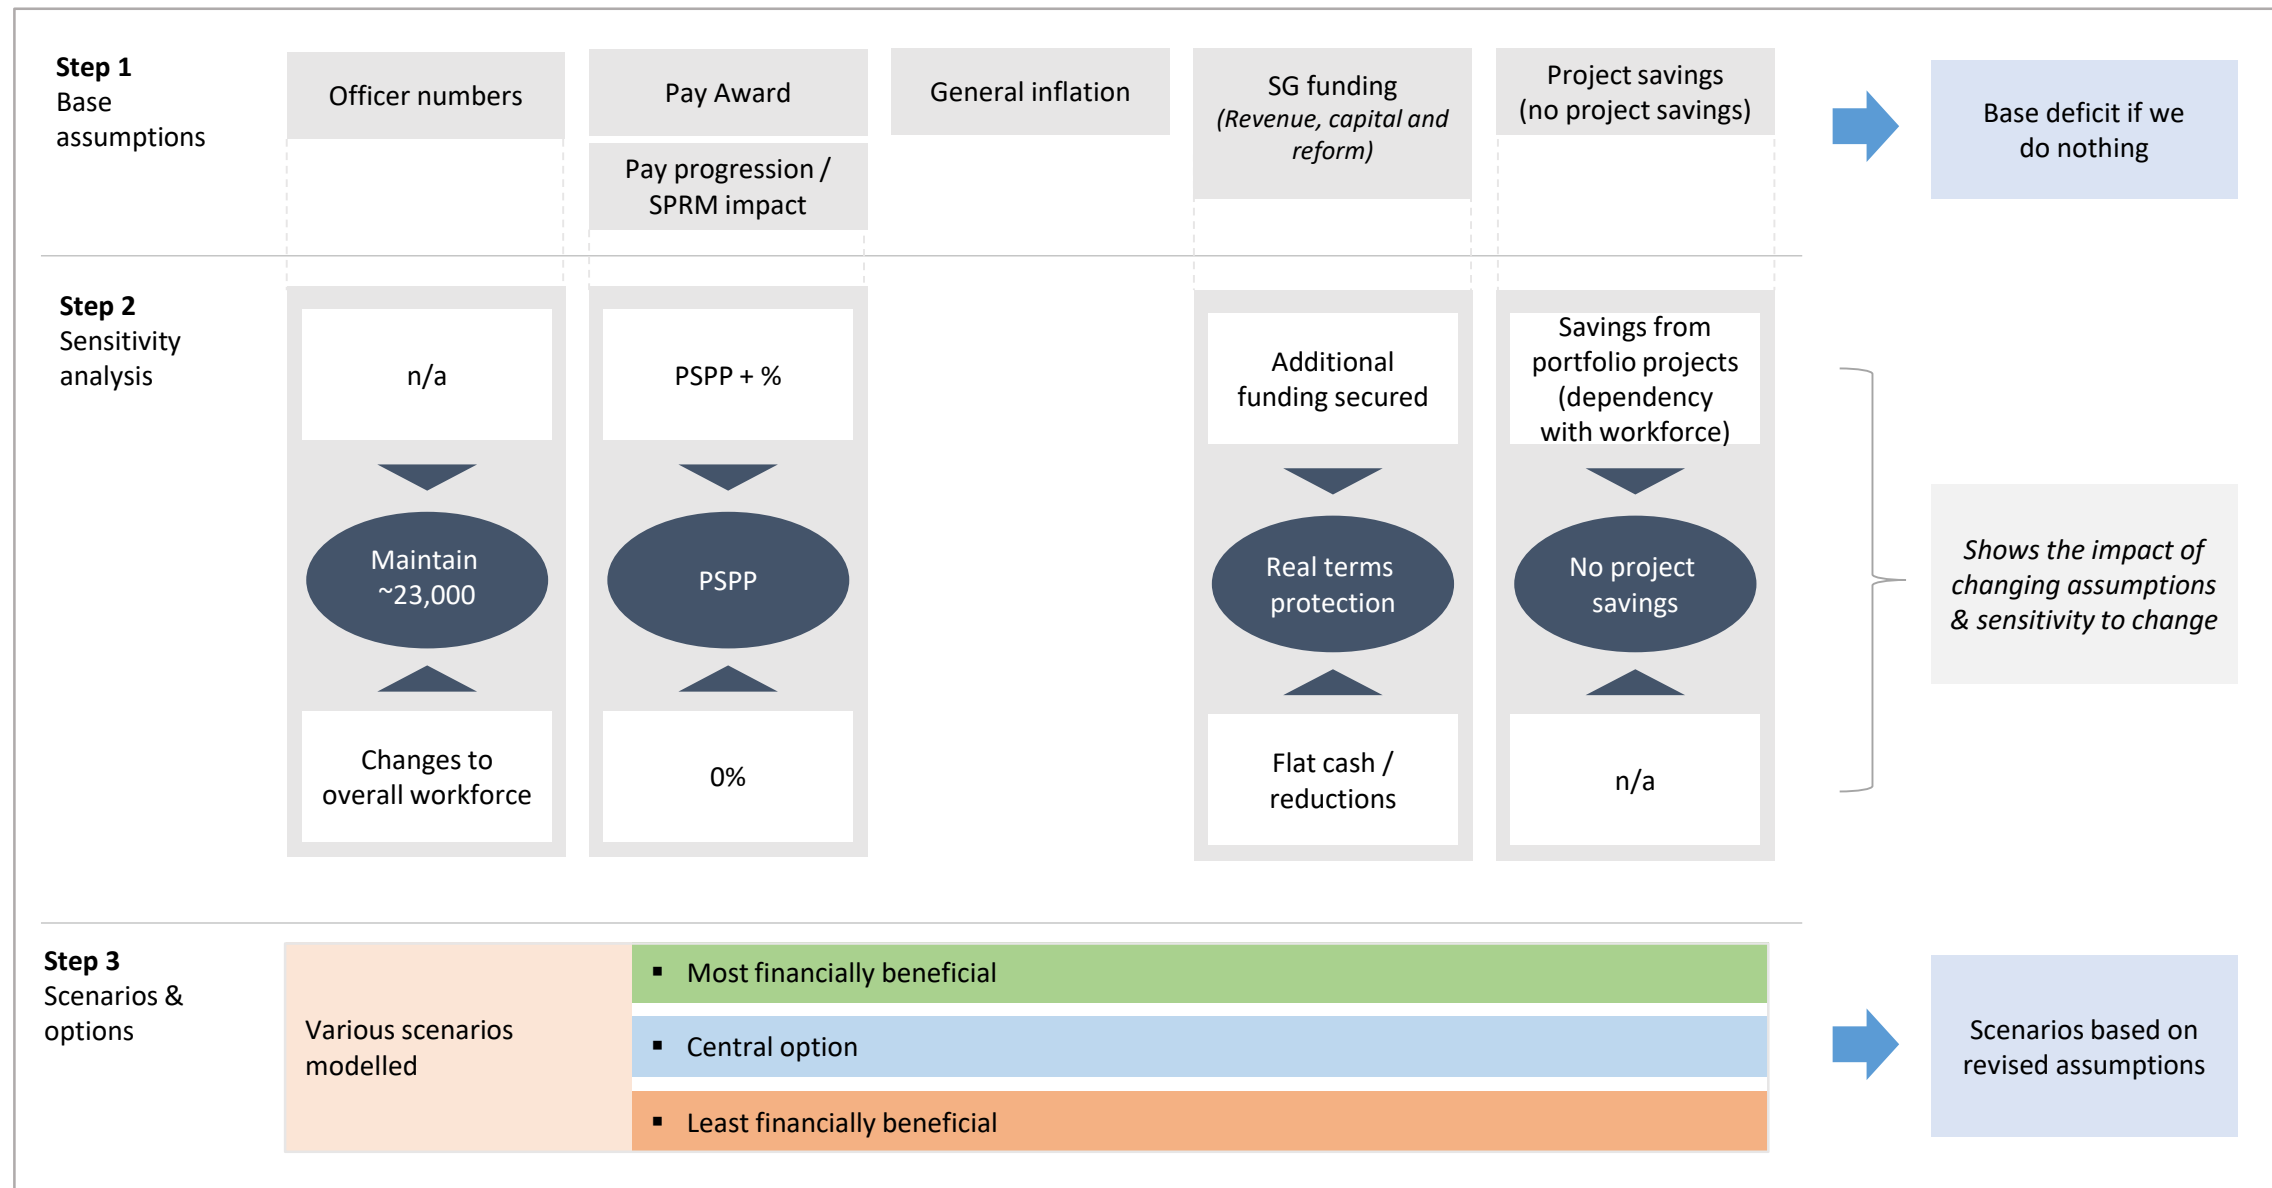 Step 1
Base
assumptions
Officer numbers
Pay Award
Pay progression /
SPRM impact
General inflation
SG funding
(Revenue, capital and
reform)
Project savings
(no project savings)
Base deficit if we
do nothing
Step 2
Sensitivity
analysis
n/a
Maintain
~23,000
Changes to
overall workforce
PSPP + %
PSPP
0%
Additional
funding secured
Real terms
protection
Flat cash /
reductions
Savings from
portfolio projects
(dependency
with workforce)
No project
savings
n/a
Shows the impact of
changing assumptions
& sensitivity to change
Step 3
Scenarios &
options
Various scenarios
modelled
▪ Most financially beneficial
▪ Central option
▪ Least financially beneficial
Scenarios based on
revised assumptions